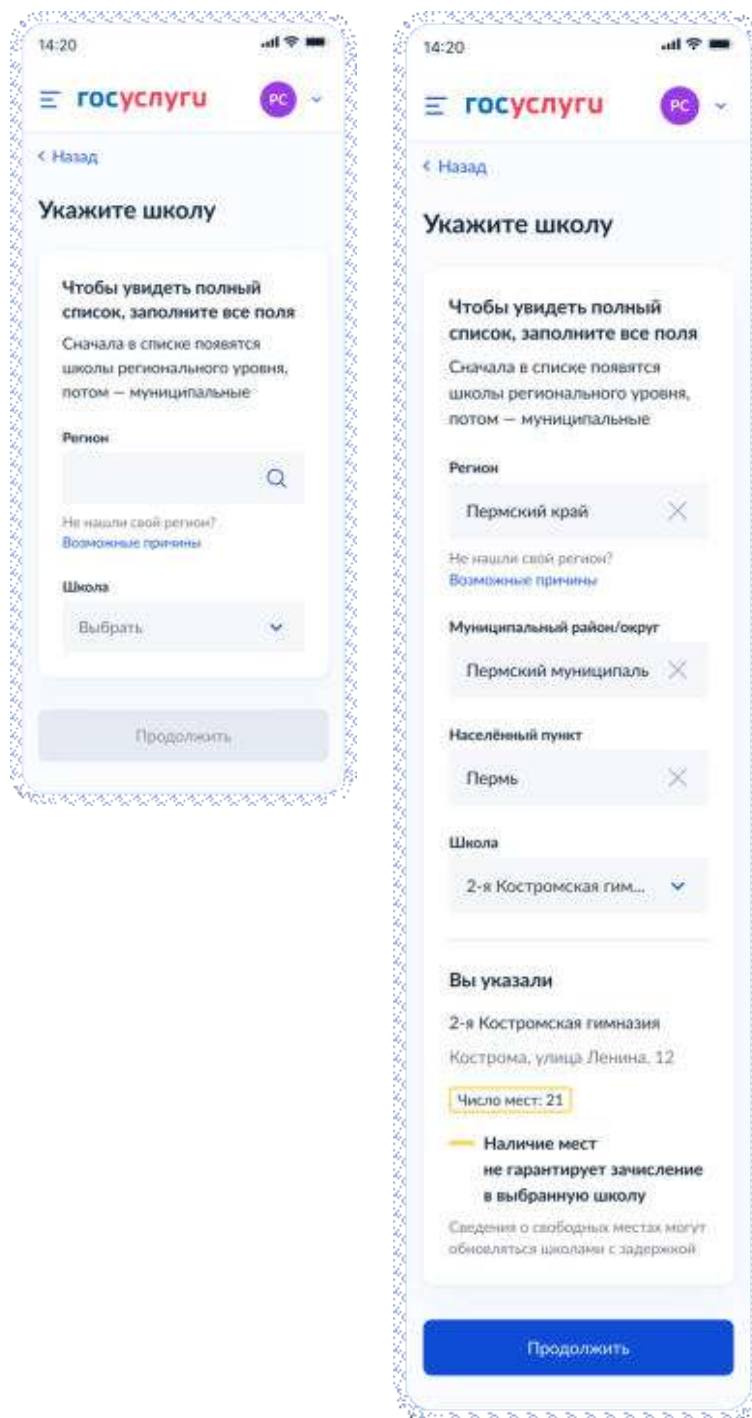 14:20
госуслуги
РС
Назад
Укажите школу
Чтобы увидеть полный
список, заполните все поля
Сначала в списке появятся
школы регионального уровня,
потом — муниципальные
Регион
Не нашли свой регион?
Возможные причины
Школа
Выбрать
Продолжить
14:20
госуслуги
РС
Назад
Укажите школу
Чтобы увидеть полный
список, заполните все поля
Сначала в списке появятся
школы регионального уровня,
потом — муниципальные
Регион
Пермский край
Не нашли свой регион?
Возможные причины
Муниципальный район/округ
Пермский муниципаль
Населённый пункт
Пермь
Школа
2-я Костромская гим...
Вы указали
2-я Костромская гимназия
Кострома, улица Ленина, 12
Число мест: 21
Наличие мест
не гарантирует зачисление
в выбранную школу
Сведения о свободных местах могут
обновляться школами с задержкой
Продолжить